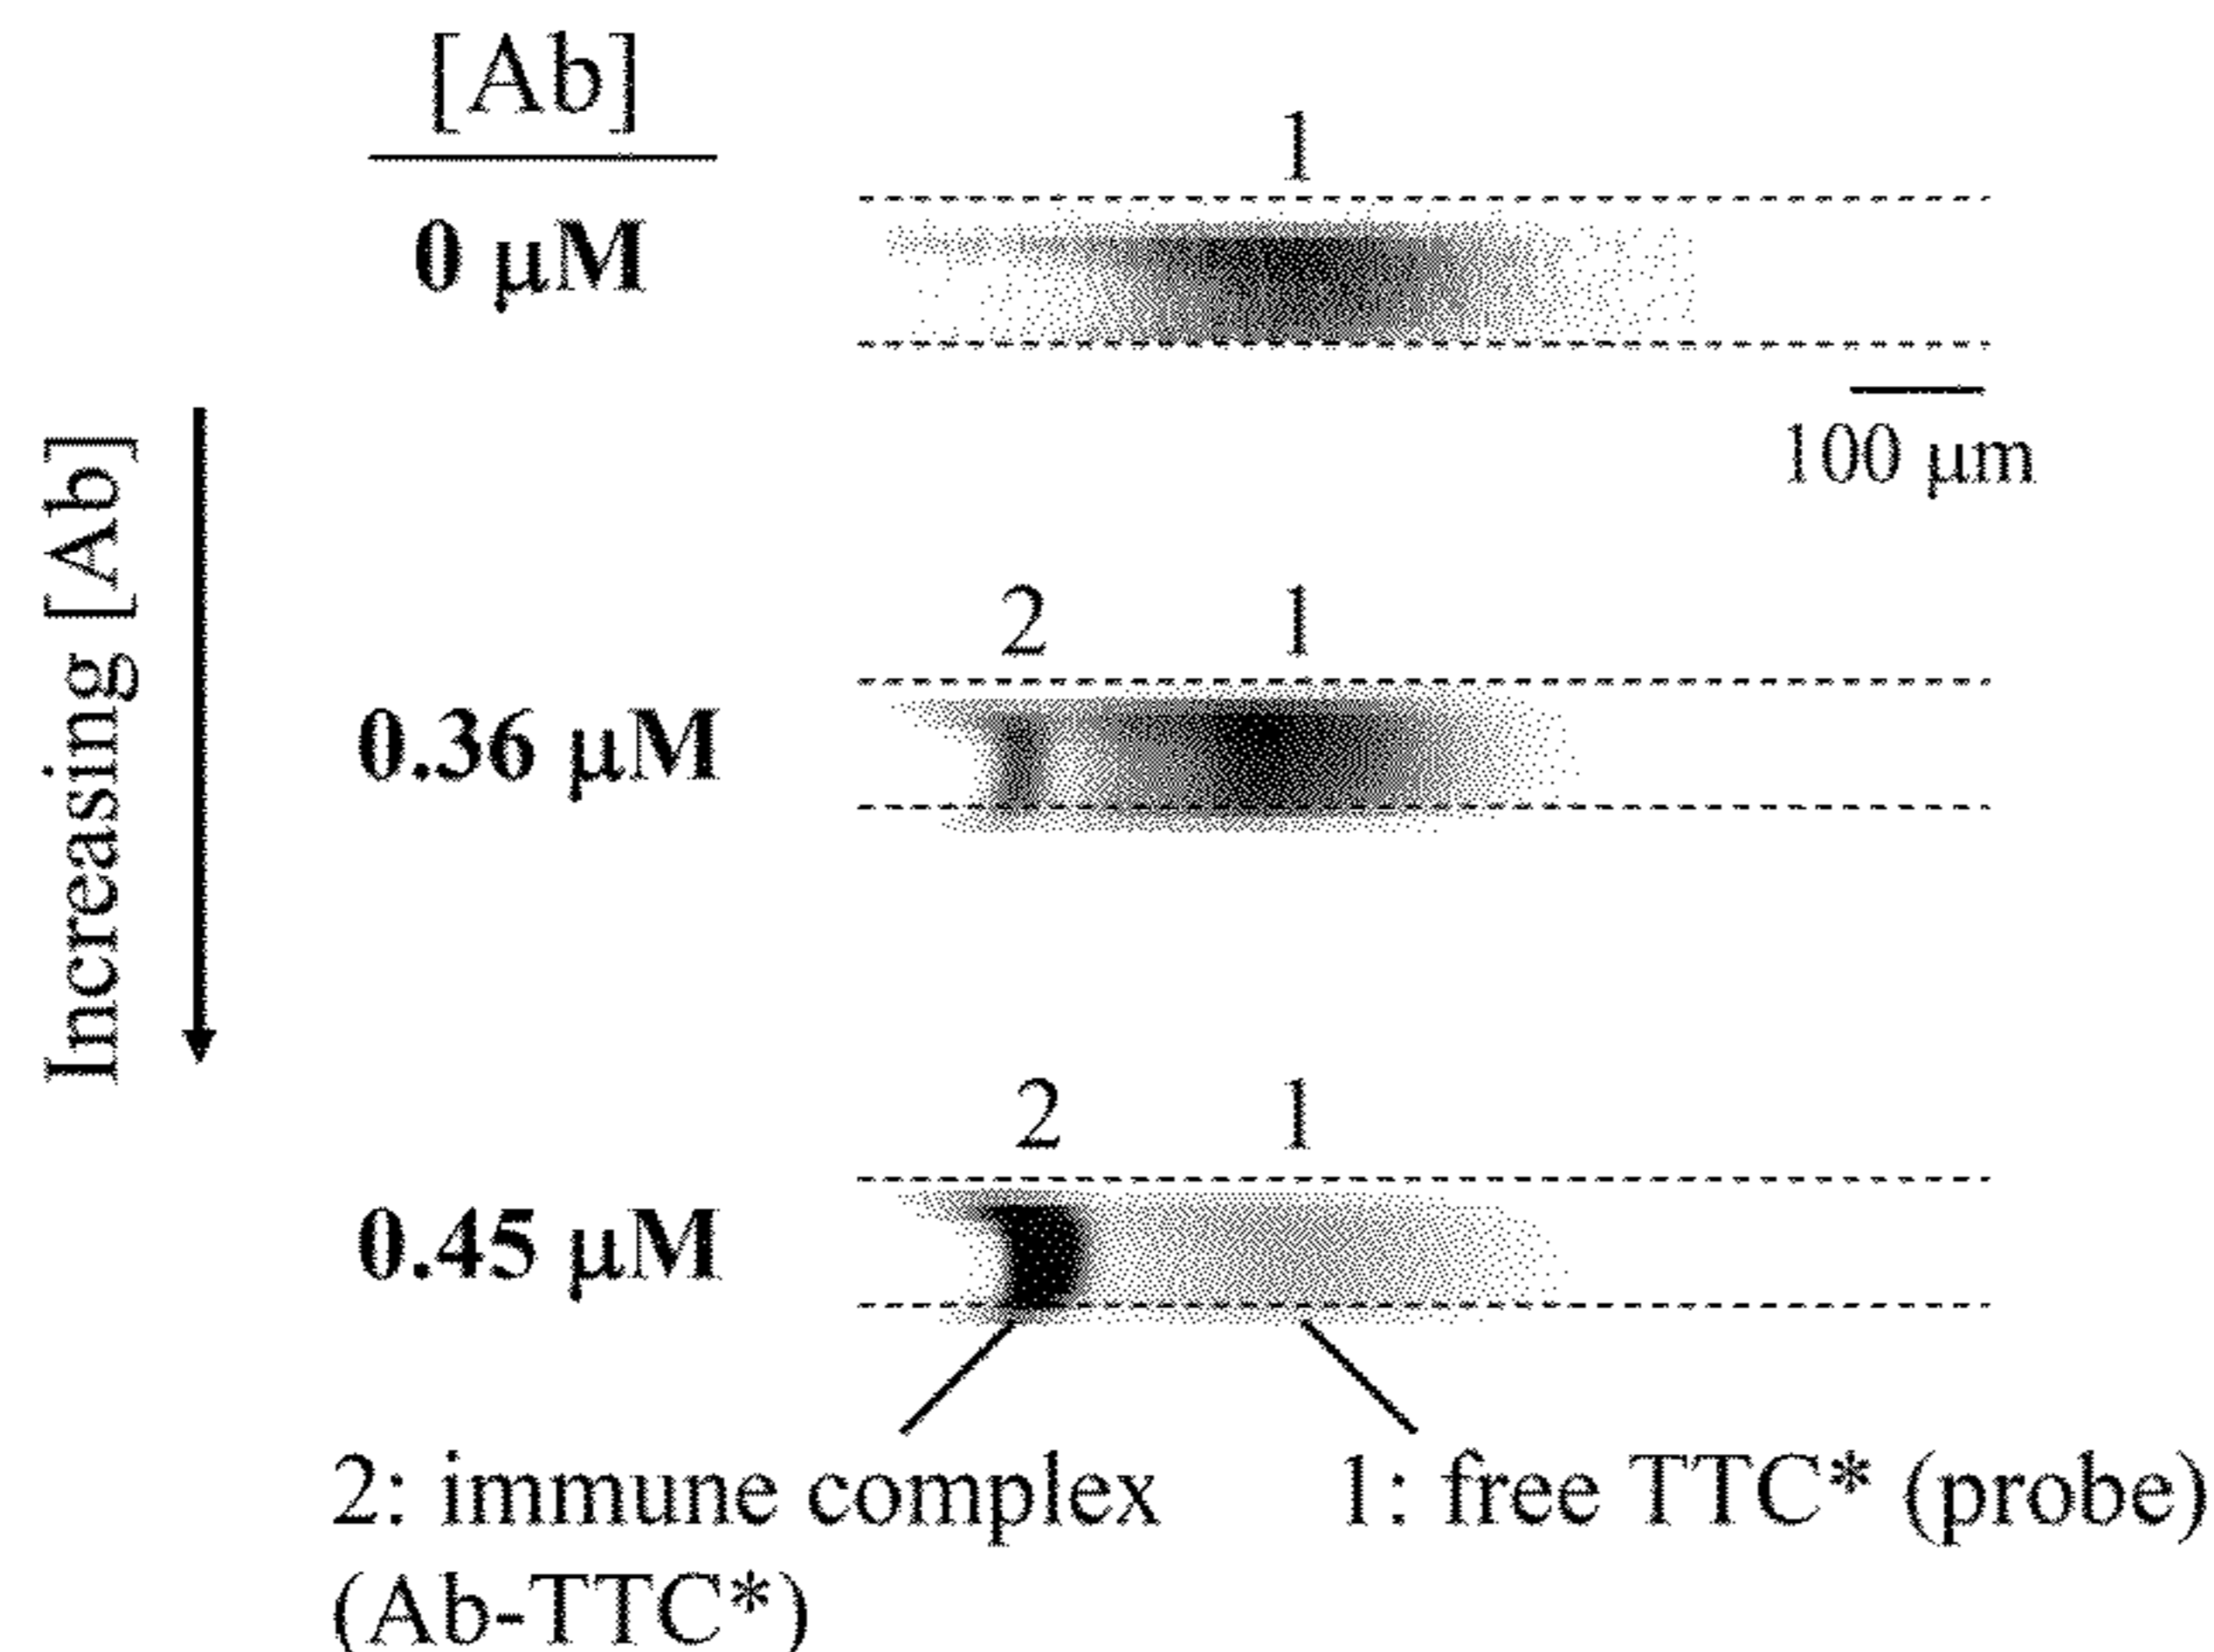 [Ab]
1
0 μM
100 μm
Increasing [Ab]
2 1
0.36 μM
2 1
0.45 μM
2: immune complex
(Ab-TTC*)
1: free TTC* (probe)